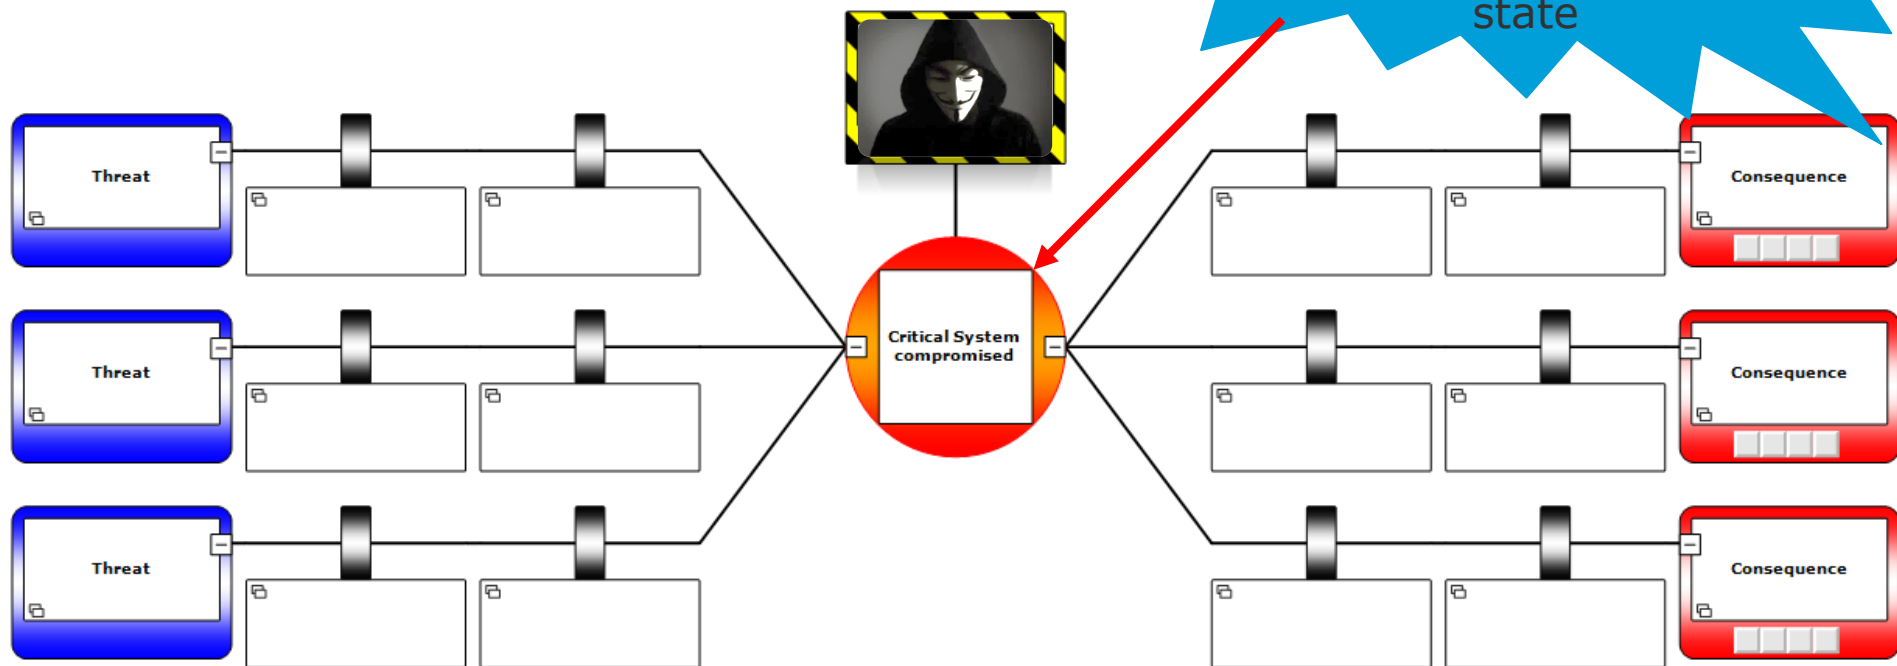 state
Threat
Consequence
Critical System
compromised
Threat
Consequence
Threat
Consequence